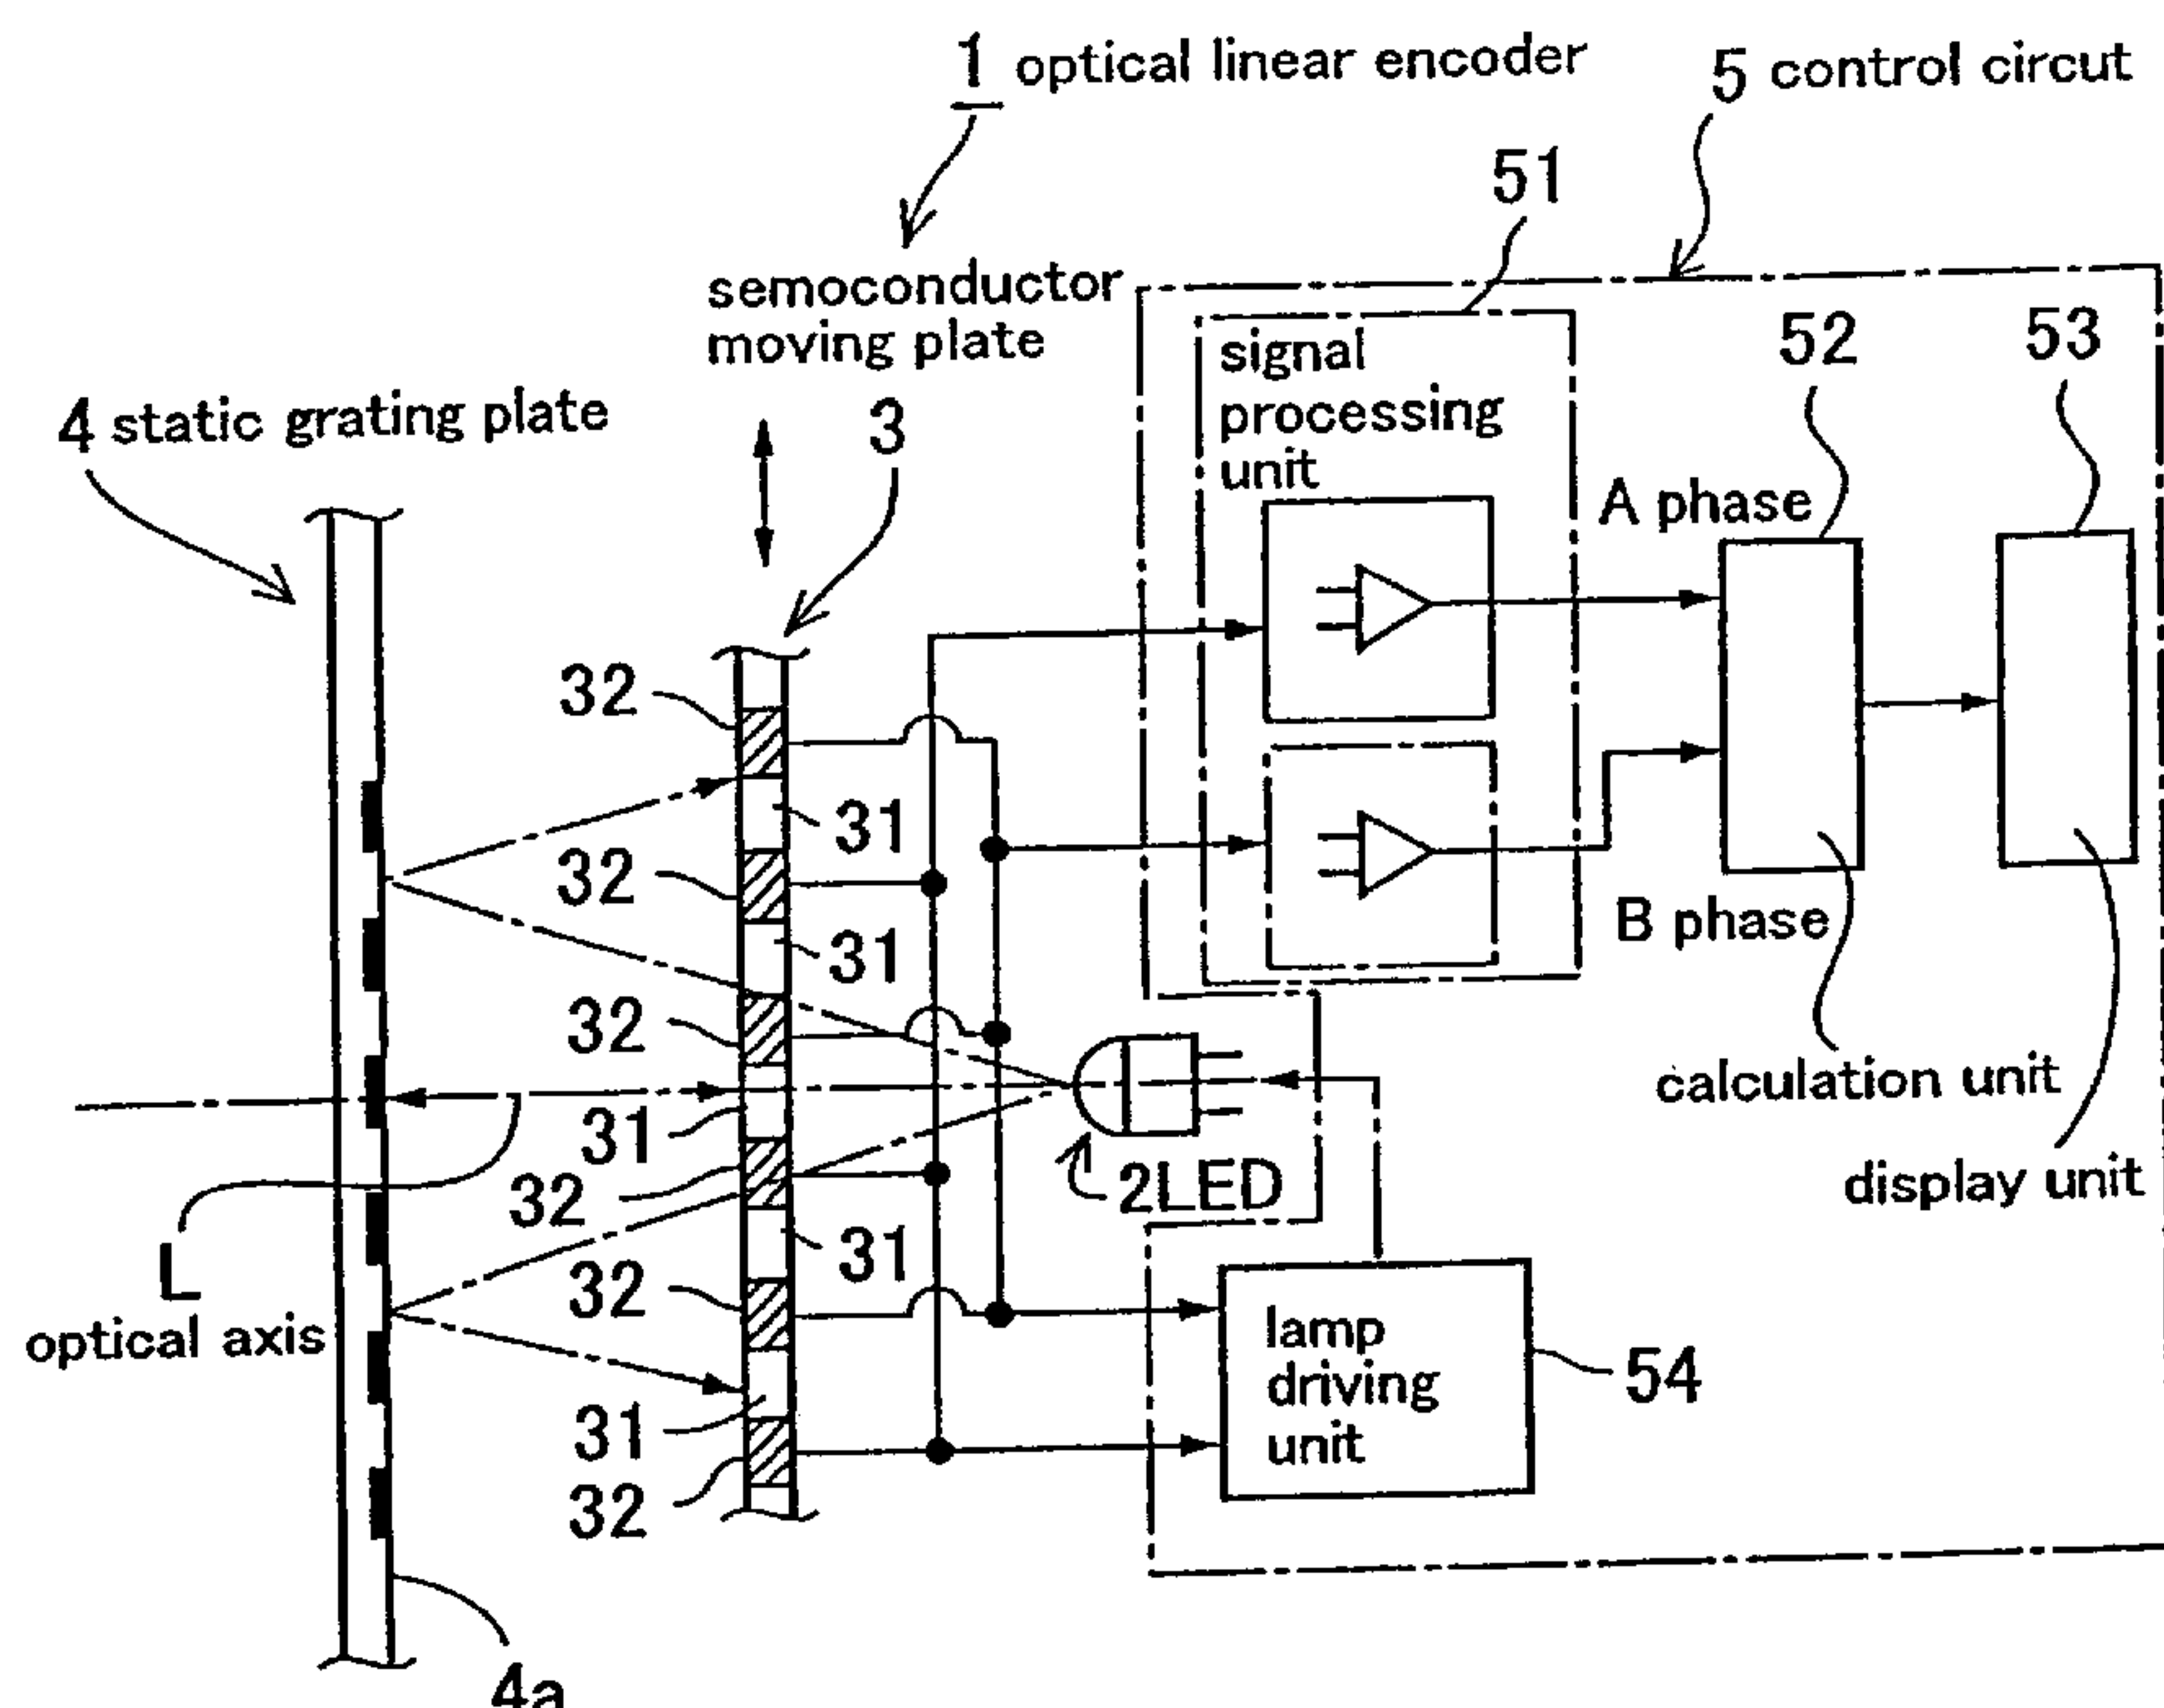 1 optical linear encoder
5 control circut
51
semoconductor
moving plate
signal
processing
unit
52
53
4 static grating plate
3
A phase
32
31
32
B phase
31
32
calculation unit
31
2LED
display unit
32
L
optical axis
31
32
lamp
driving
unit
54
31
32
4a